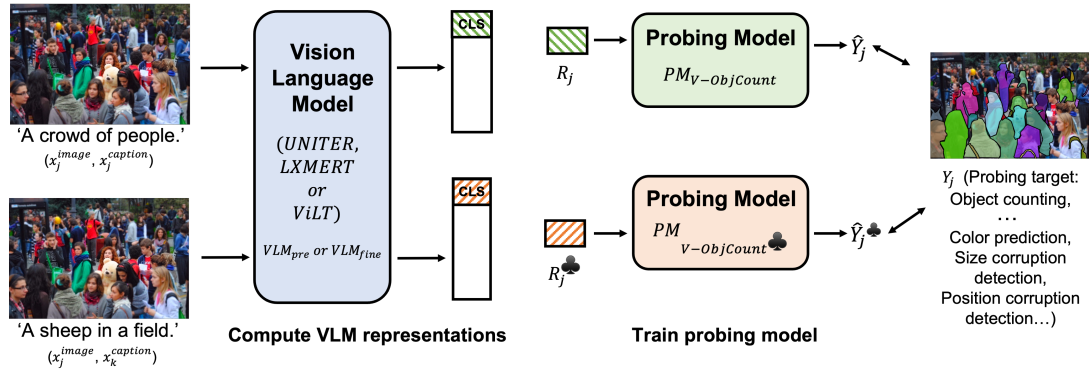 'A crowd of people.'
(x_j^image, x_j^caption)
'A sheep in a field.'
(x_j^image, x_k^caption)
Vision
Language
Model
(UNITER,
LXMERT
or
ViLT)
VLM_pre or VLM_fine
CLS
CLS
Compute VLM representations
R_j
R_j^♣
Probing Model
PM_V-ObjCount
Probing Model
PM_V-ObjCount♣
Train probing model
Ŷ_j
Ŷ_j^♣
Y_j (Probing target:
Object counting,
...
Color prediction,
Size corruption
detection,
Position corruption
detection...)